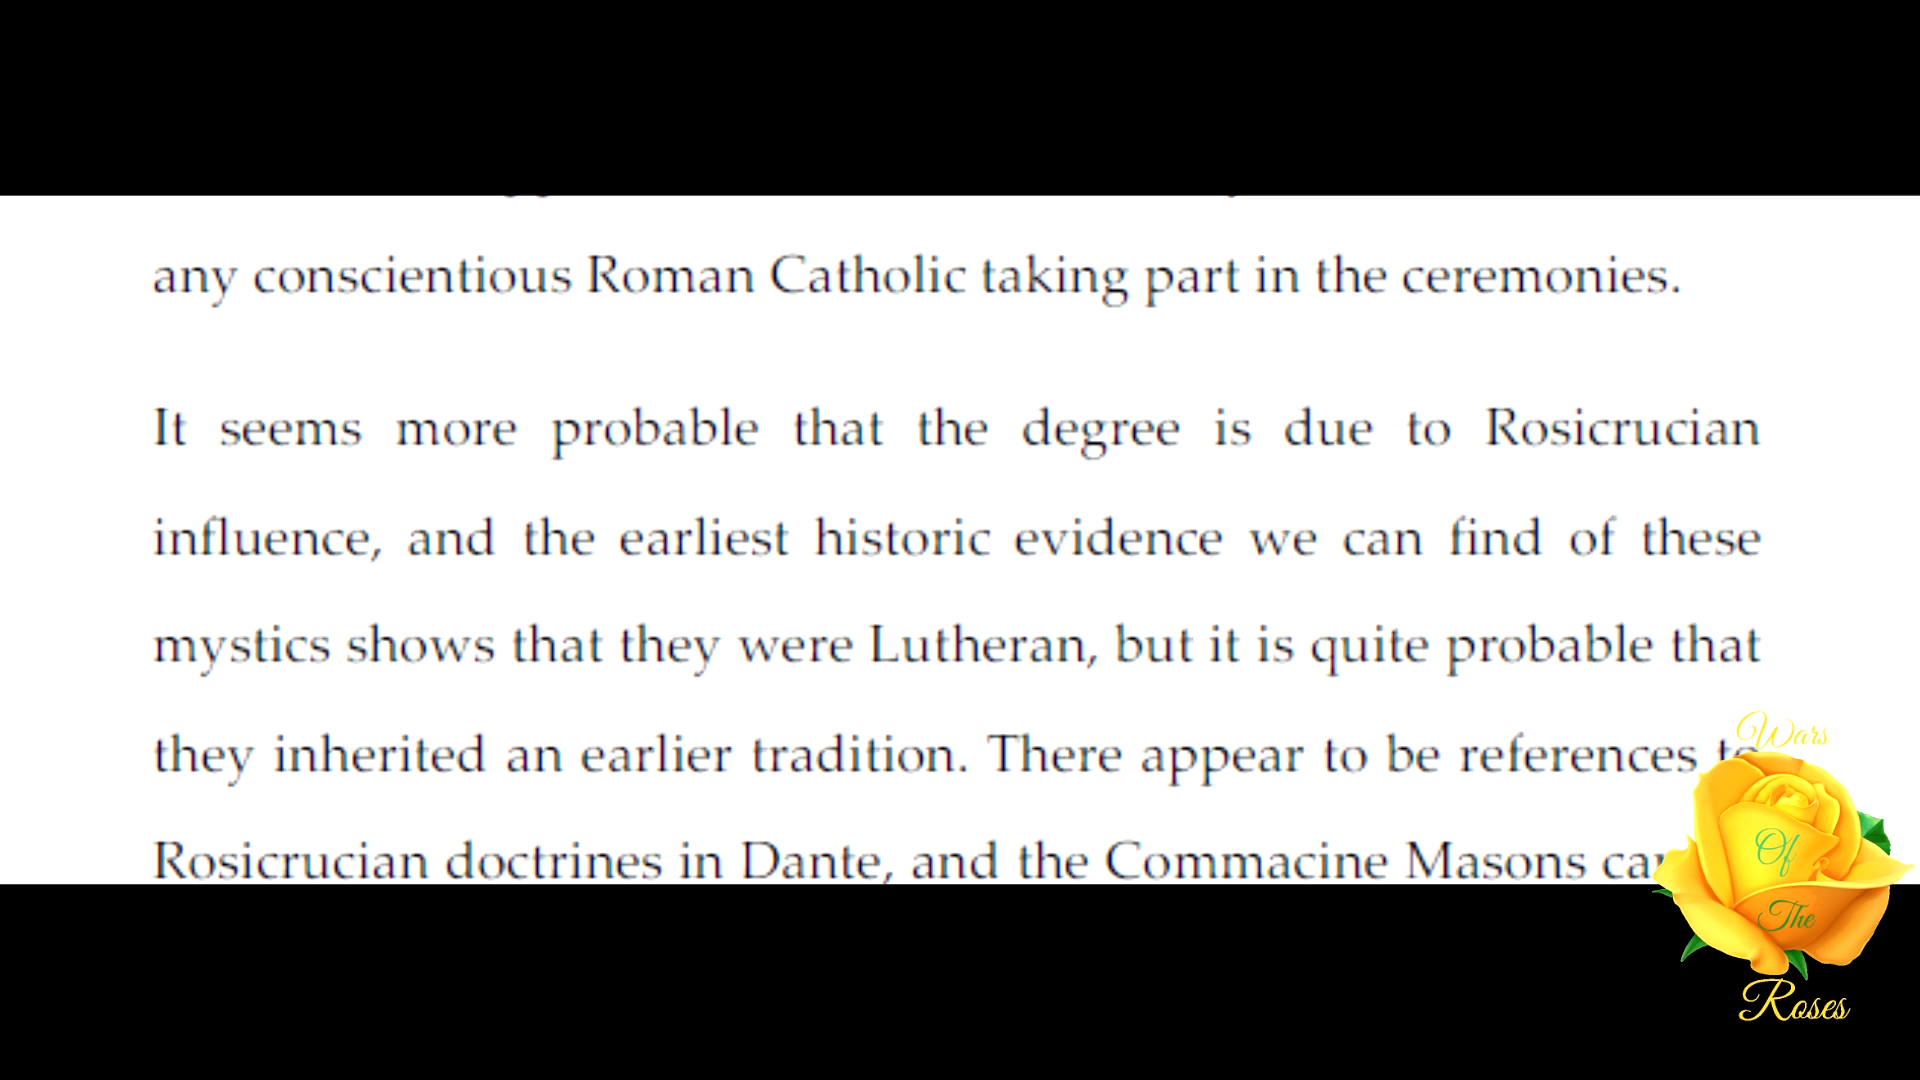 any conscientious Roman Catholic taking part in the ceremonies.
It seems more probable that the degree is due to Rosicrucian
influence, and the earliest historic evidence we can find of these
mystics shows that they were Lutheran, but it is quite probable that
they inherited an earlier tradition. There appear to be references to
Rosicrucian doctrines in Dante, and the Commacine Masons
Wars
Of
The
Roses